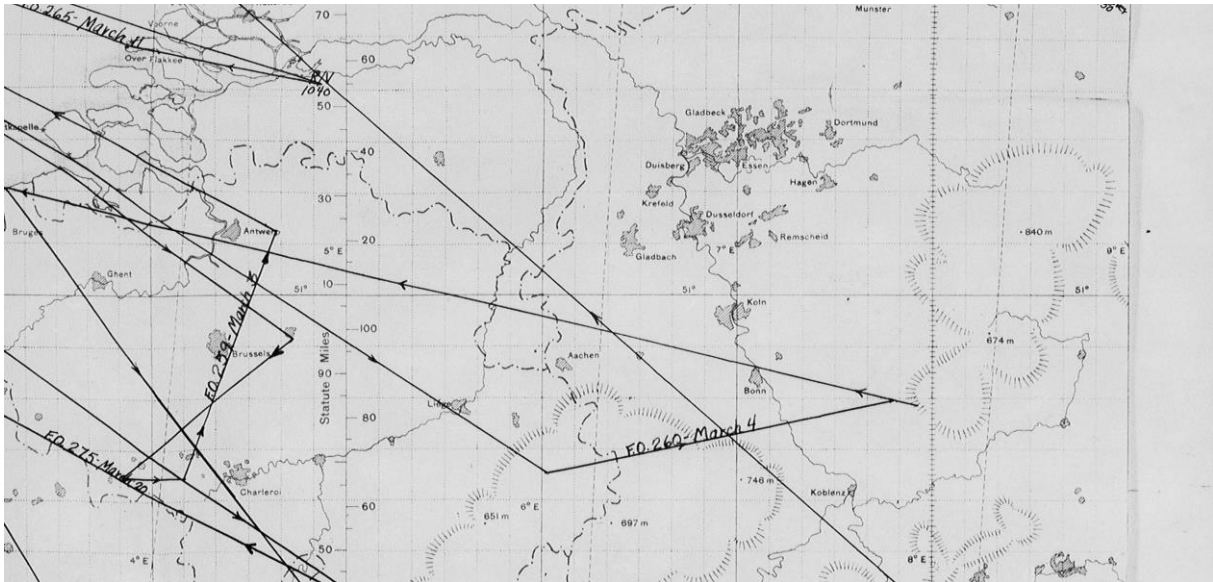 F.O. 265 - March 11
Voorne
70
Munster
Over Flakkee
60
RV
1040
50
Gladbeck
Dortmund
40
Duisberg
Essen
Hagen
30
Krefeld
Dusseldorf
Remscheid
840 m
Antwerp
Bruges
5° E
20
Gladbach
7° E
9° E
Ghent
51°
10
51°
51°
Koln
F.O. 259 - March 5
100
674 m
Brussels
Aachen
90
Bonn
Statute Miles
Liege
80
F.O. 260 - March 4
F.O. 275 - March 20
Charleroi
746 m
Koblenz
60
651 m
6° E
697 m
50
4° E
8° E